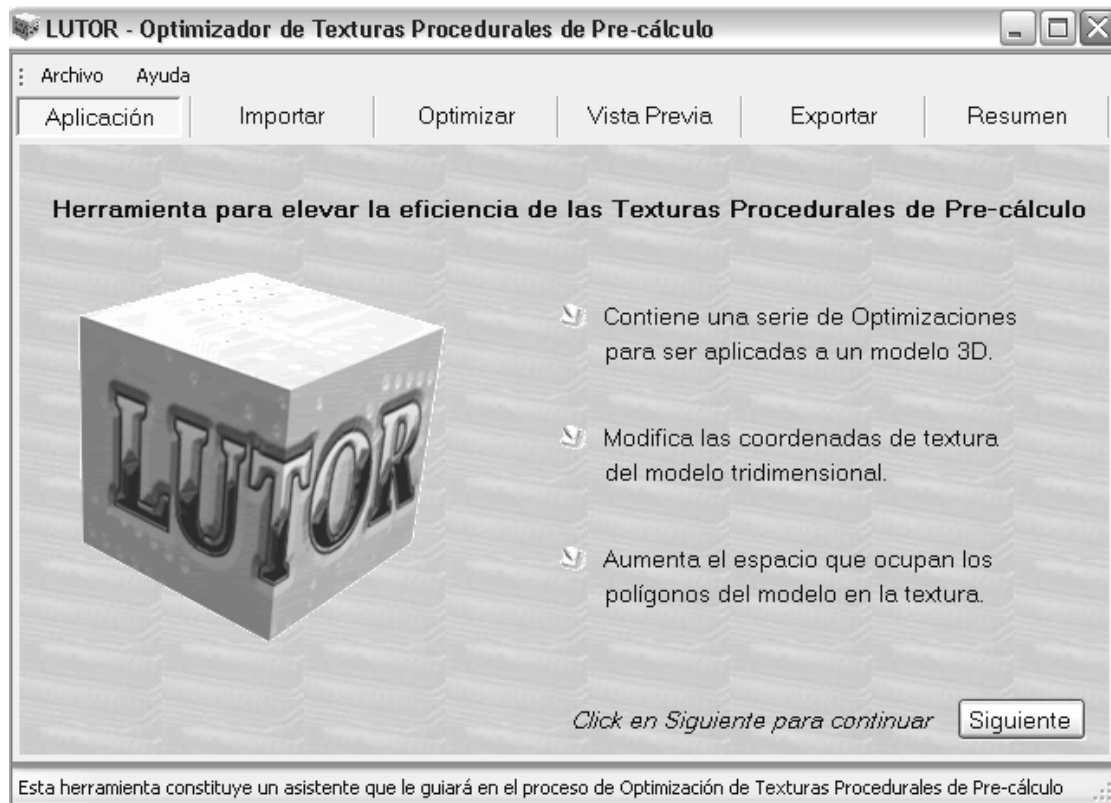 LUTOR - Optimizador de Texturas Procedurales de Pre-cálculo
Archivo Ayuda
Aplicación Importar Optimizar Vista Previa Exportar Resumen
Herramienta para elevar la eficiencia de las Texturas Procedurales de Pre-cálculo
LUTOR
Contiene una serie de Optimizaciones
para ser aplicadas a un modelo 3D.
Modifica las coordenadas de textura
del modelo tridimensional.
Aumenta el espacio que ocupan los
polígonos del modelo en la textura.
Click en Siguiente para continuar Siguiente
Esta herramienta constituye un asistente que le guiará en el proceso de Optimización de Texturas Procedurales de Pre-cálculo